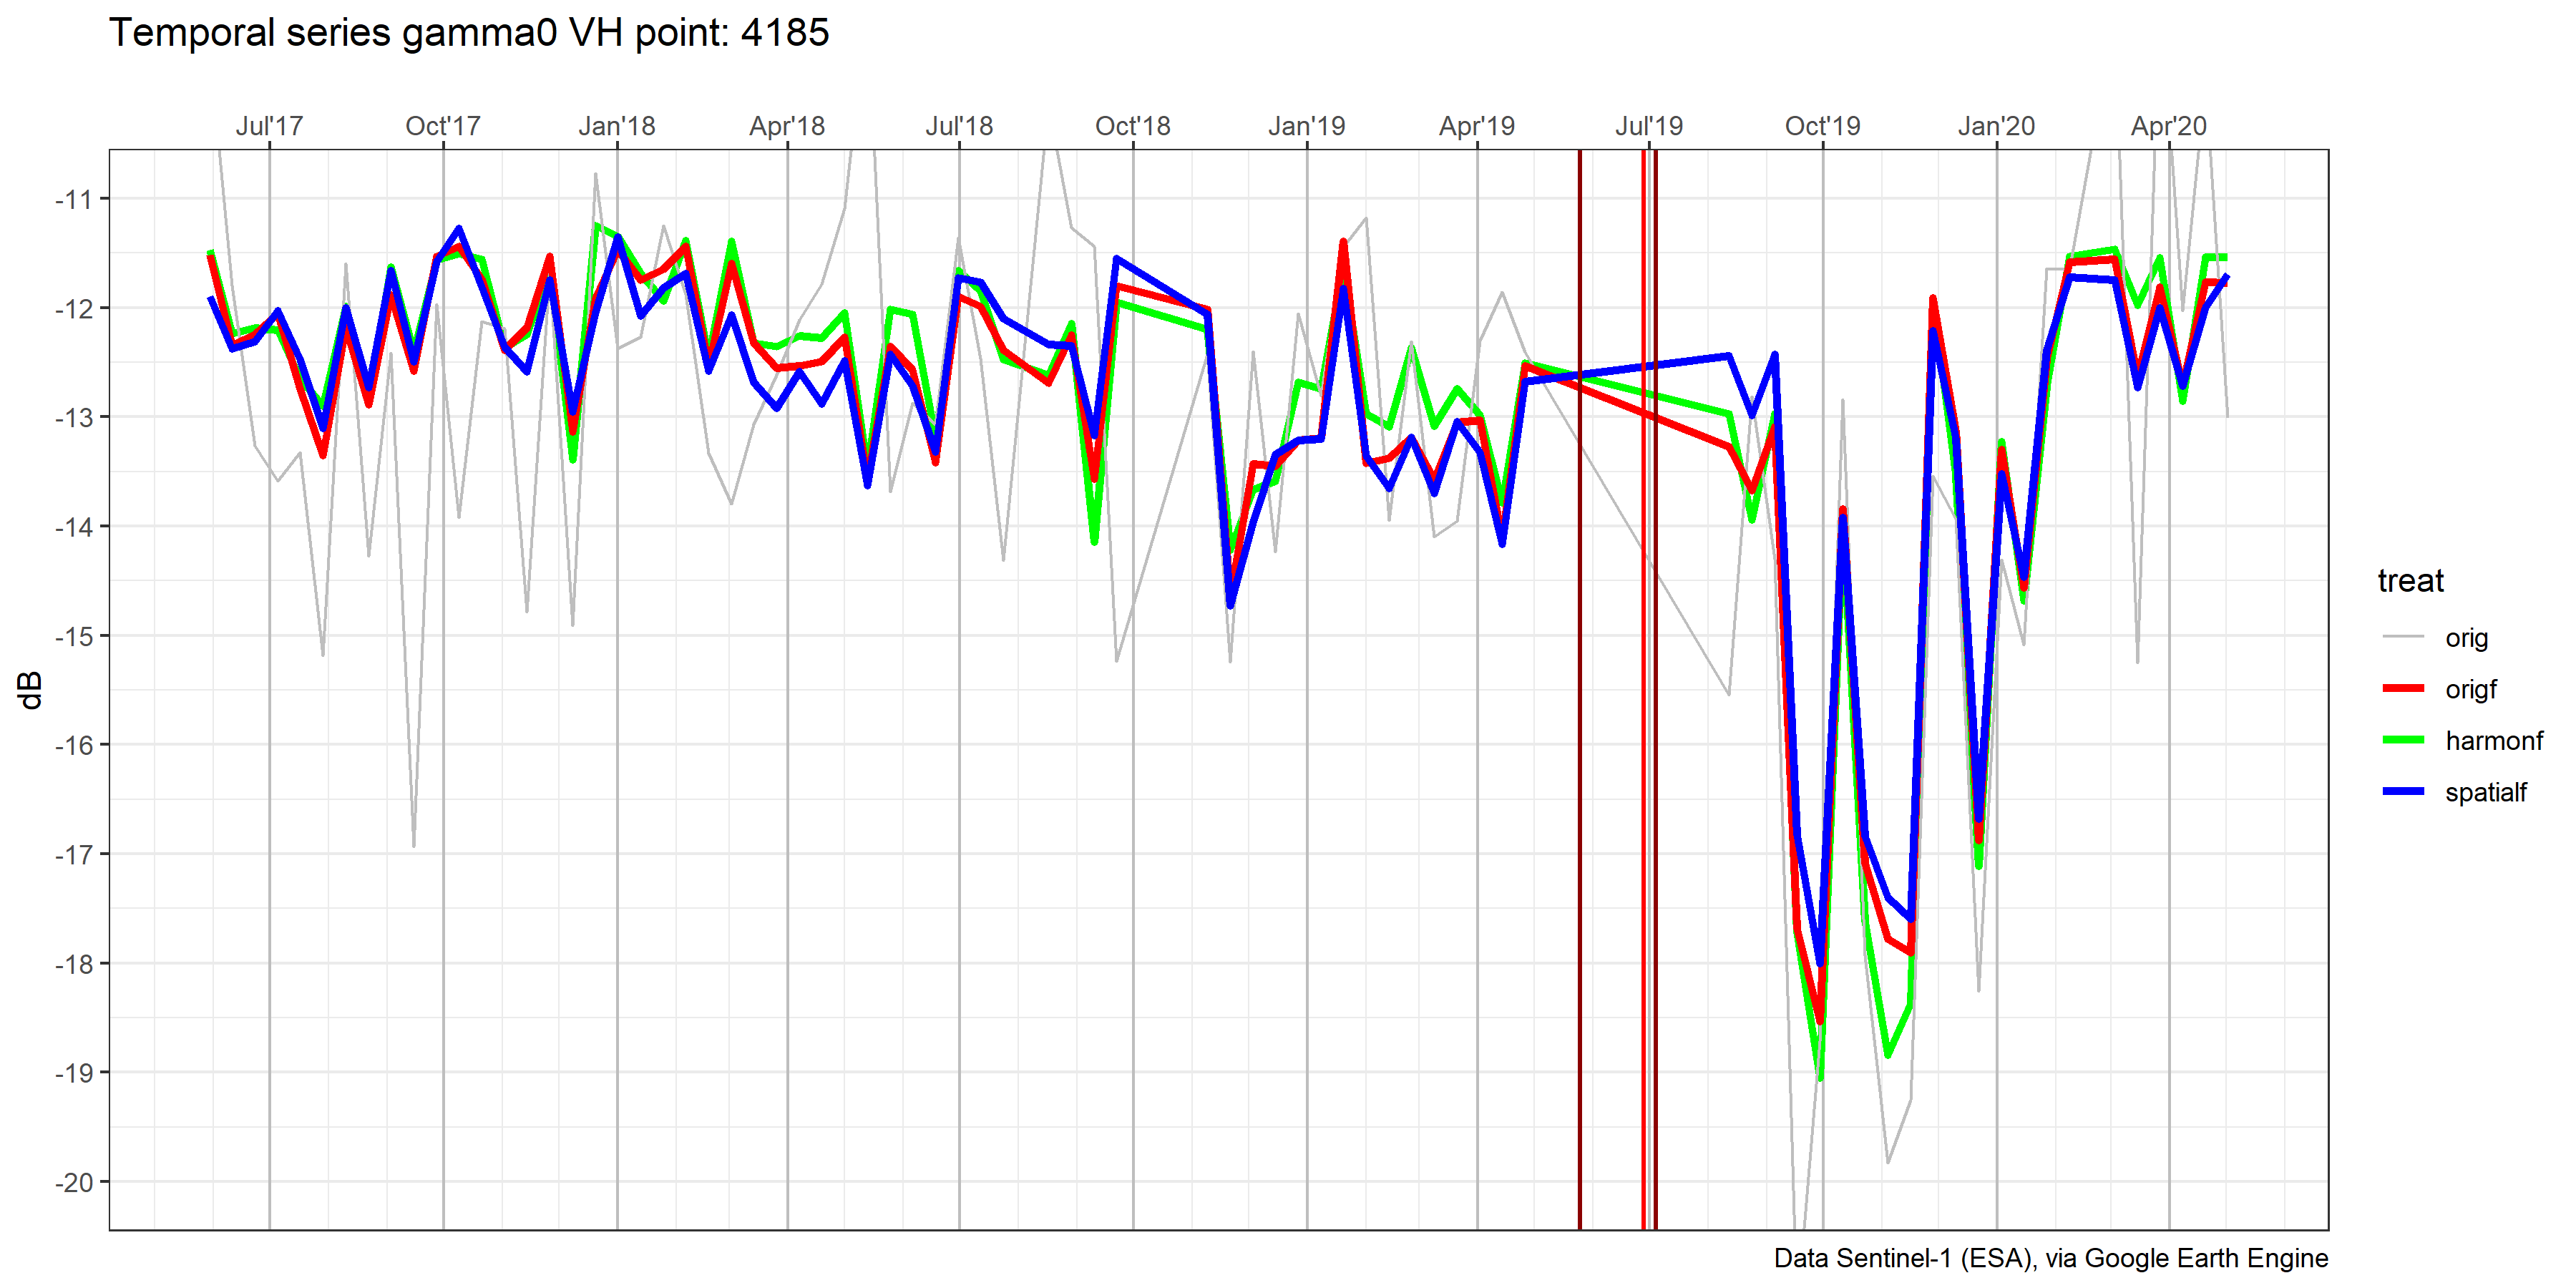 Temporal series gamma0 VH point: 4185
Jul'17 Oct'17 Jan'18 Apr'18 Jul'18 Oct'18 Jan'19 Apr'19 Jul'19 Oct'19 Jan'20 Apr'20
-11
-12
-13
-14
-15
-16
-17
-18
-19
-20
dB
treat
orig
origf
harmonf
spatialf
Data Sentinel-1 (ESA), via Google Earth Engine